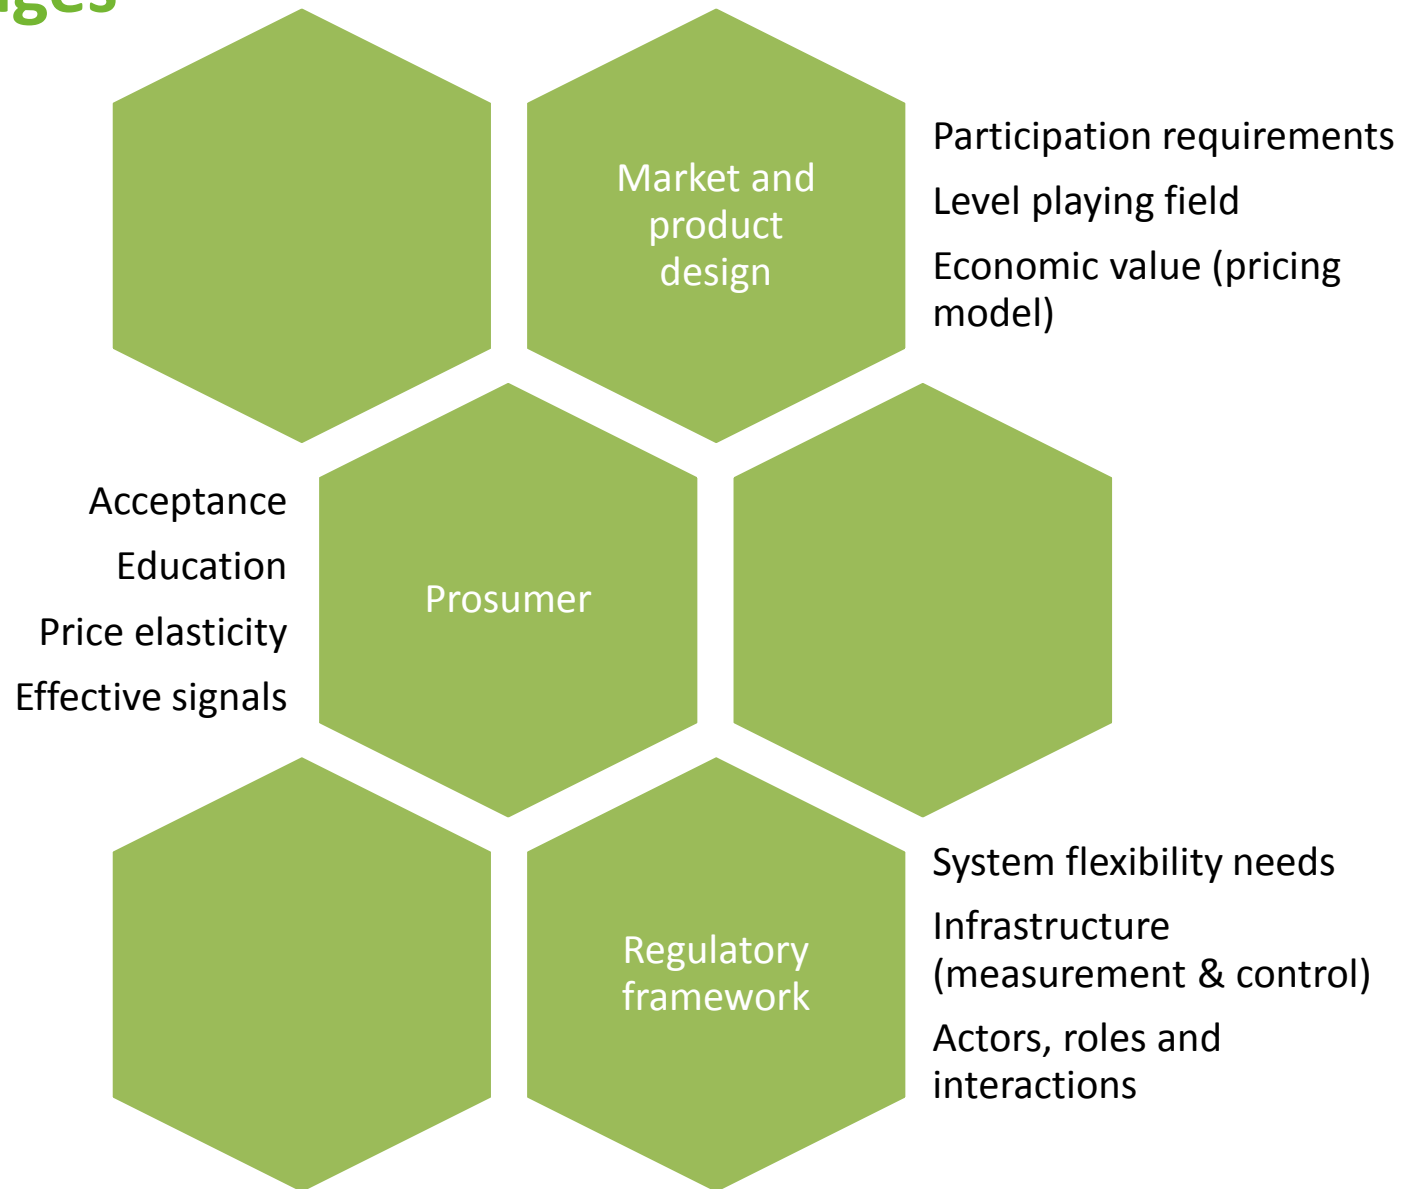 Market and
product
design
Participation requirements
Level playing field
Economic value (pricing
model)
Acceptance
Education
Price elasticity
Effective signals
Prosumer
Regulatory
framework
System flexibility needs
Infrastructure
(measurement & control)
Actors, roles and
interactions